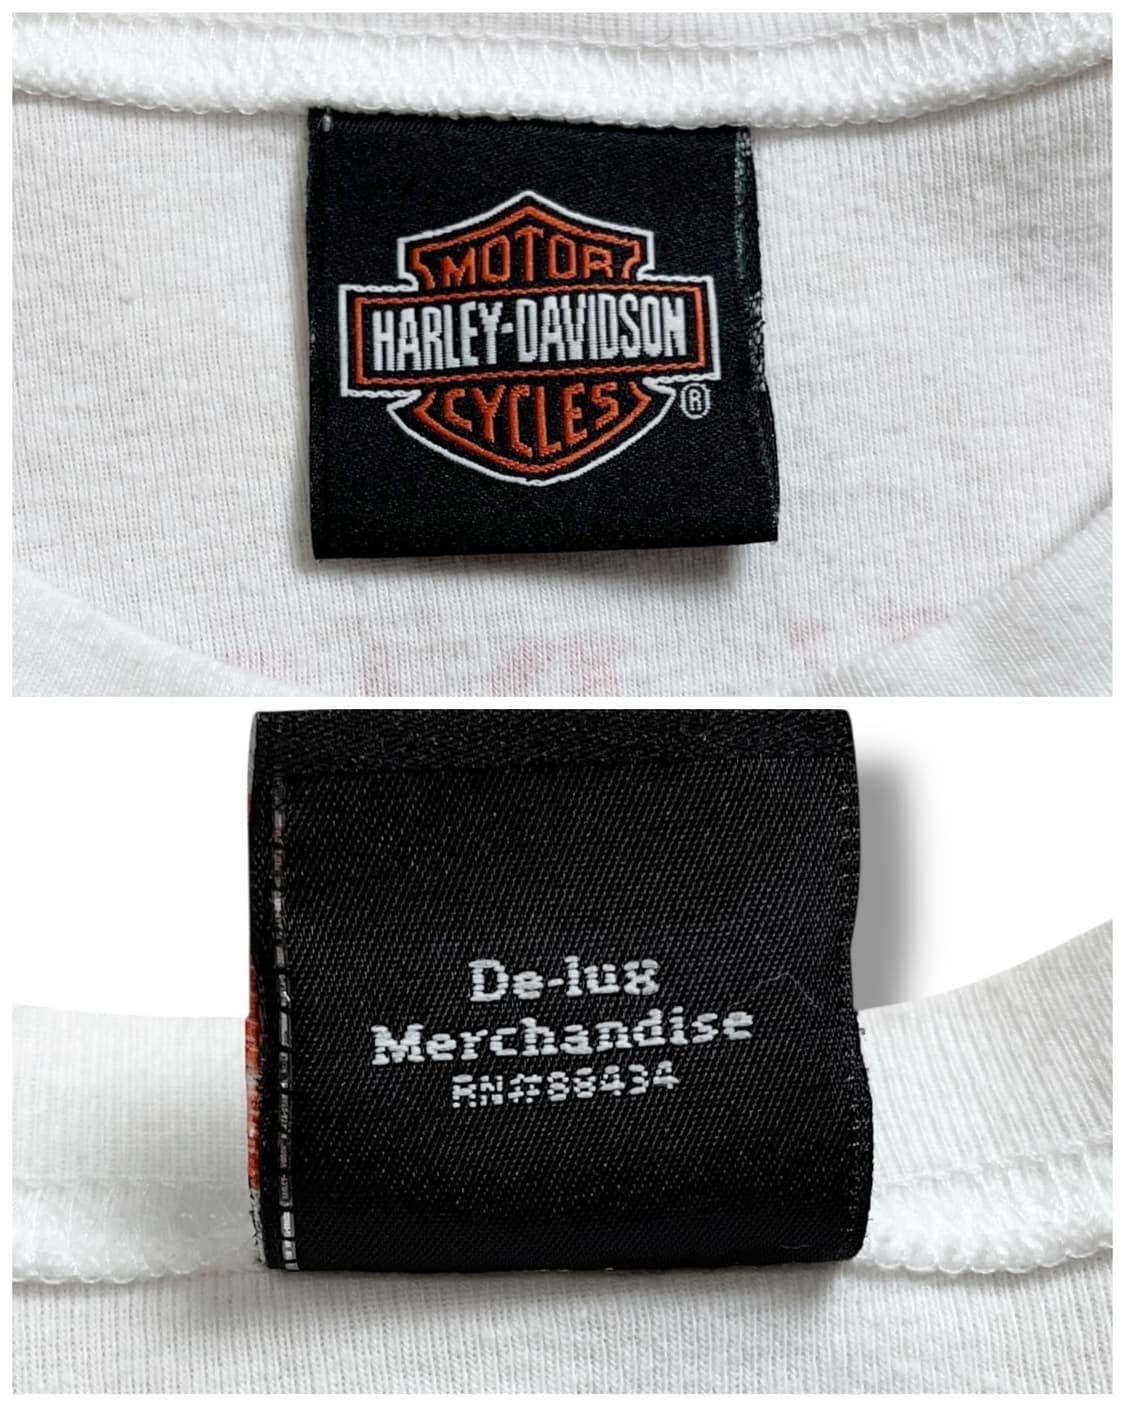 MOTOR
HARLEY-DAVIDSON
CYCLES
®
De-lux
Merchandise
RN#88434